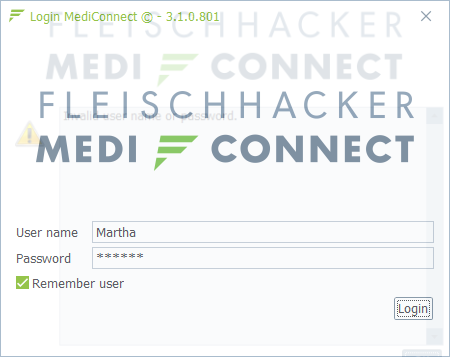 Login MediConnect © - 3.1.0.801
FLEISCHHACKER
MEDI CONNECT
FLEISCHHACKER
Invalid user name or password.
MEDI CONNECT
User name Martha
Password ******
Remember user
Login